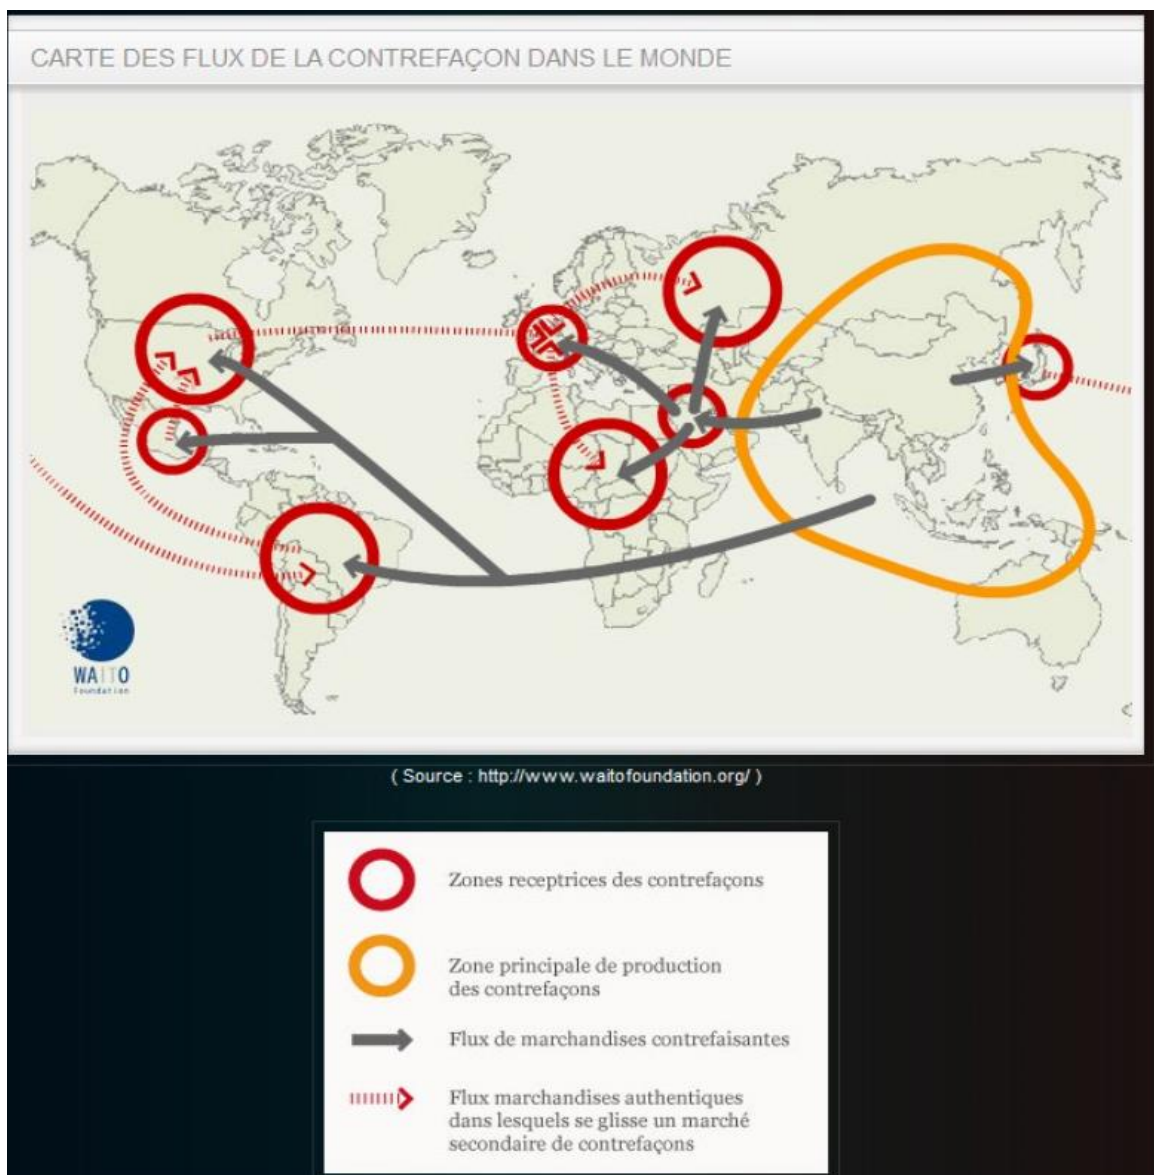 CARTE DES FLUX DE LA CONTREFAÇON DANS LE MONDE
WAITO
Foundation
( Source : http://www.waitofoundation.org/ )
Zones receptrices des contrefaçons
Zone principale de production
des contrefaçons
Flux de marchandises contrefaisantes
Flux marchandises authentiques
dans lesquels se glisse un marché
secondaire de contrefaçons